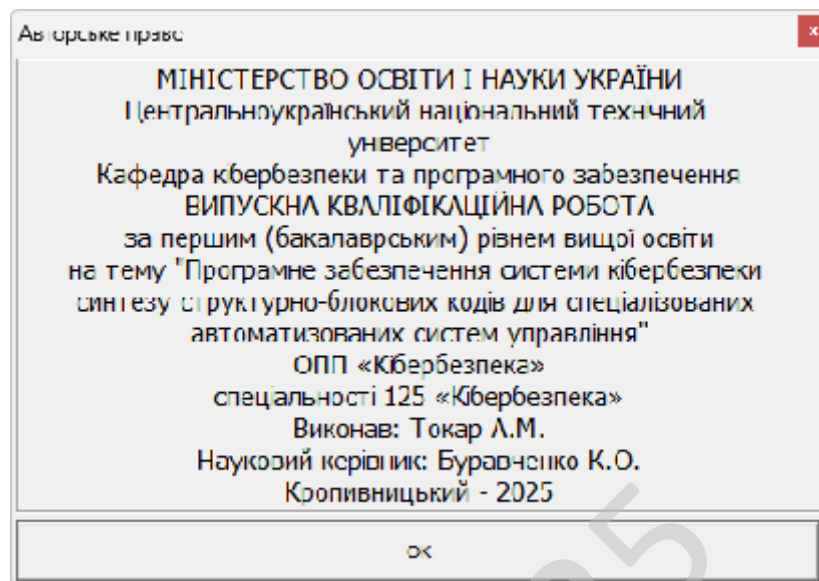 Авторське право
x
МІНІСТЕРСТВО ОСВІТИ І НАУКИ УКРАЇНИ
Центральноукраїнський національний технічний
університет
Кафедра кібербезпеки та програмного забезпечення
ВИПУСКНА КВАЛІФІКАЦІЙНА РОБОТА
за першим (бакалаврським) рівнем вищої освіти
на тему "Програмне забезпечення системи кібербезпеки
синтезу структурно-блокових кодів для спеціалізованих
автоматизованих систем управління"
ОПП «Кібербезпека»
спеціальності 125 «Кібербезпека»
Виконав: Токар А.М.
Науковий керівник: Буравченко К.О.
Кропивницький - 2025
ок
25